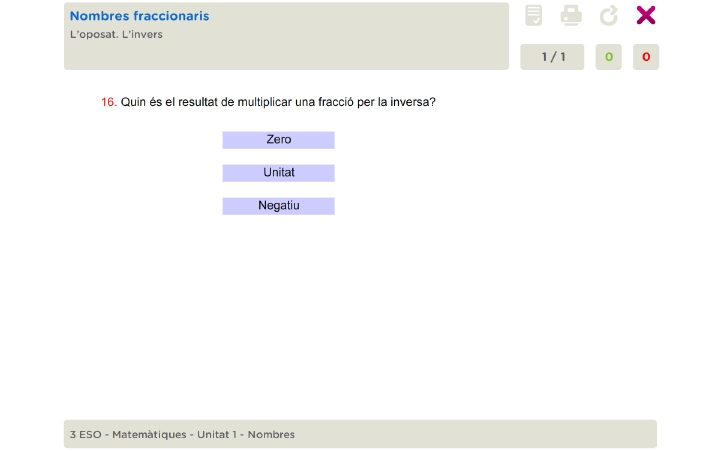 Nombres fraccionaris
L'oposat. L'invers
1 / 1
0
0
16. Quin és el resultat de multiplicar una fracció per la inversa?
Zero
Unitat
Negatiu
3 ESO - Matemàtiques - Unitat 1 - Nombres